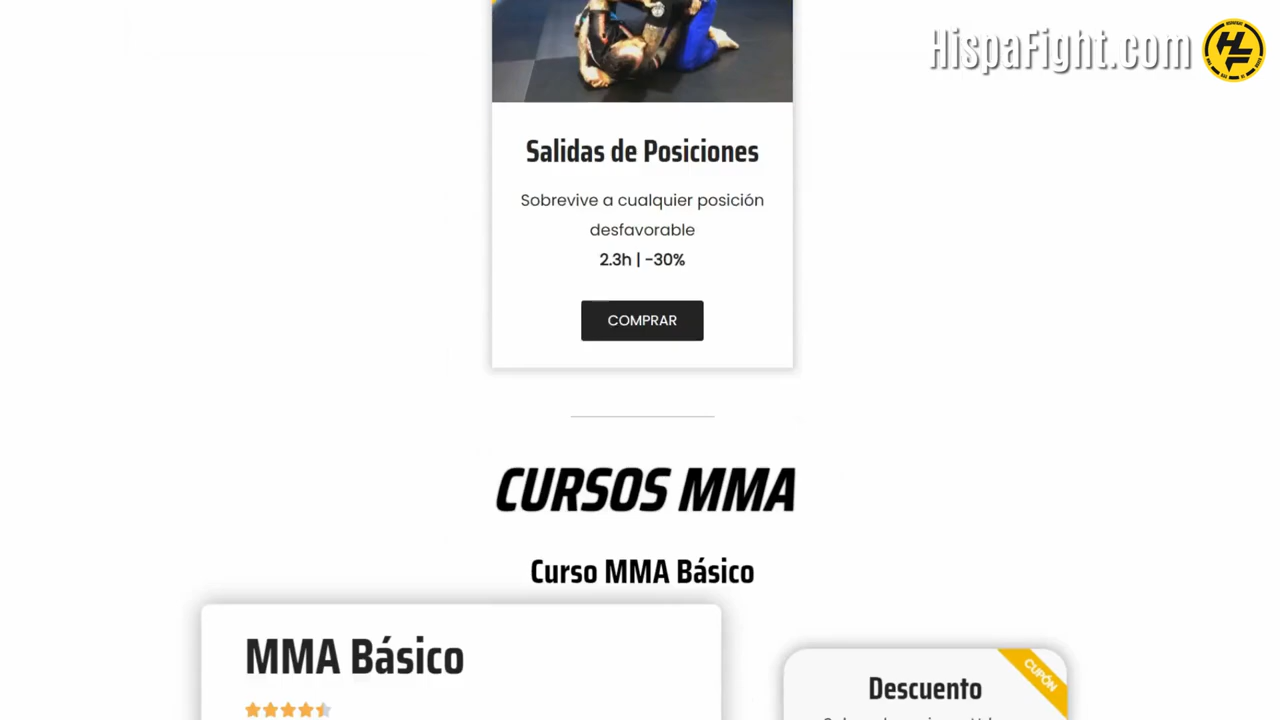 HispaFight.com
Salidas de Posiciones
Sobrevive a cualquier posición
desfavorable
2.3h | -30%
COMPRAR
CURSOS MMA
Curso MMA Básico
MMA Básico
CUPÓN
Descuento